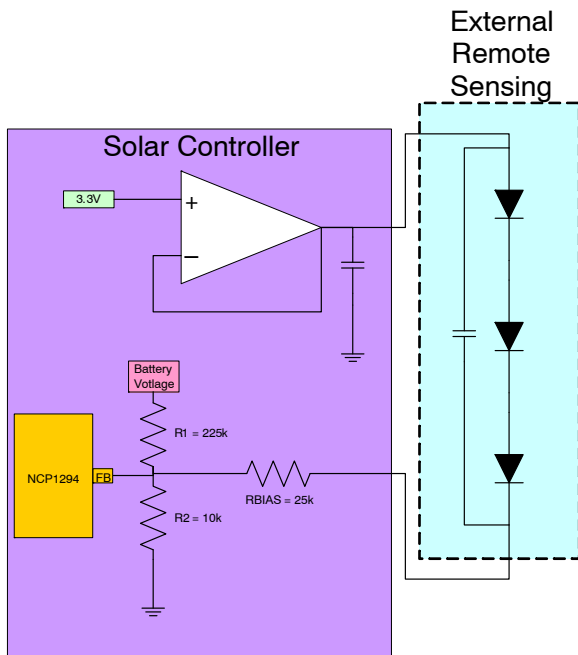 External
Remote
Sensing
Solar Controller
3.3V
+
−
Battery
Votlage
R1 = 225k
NCP1294
FB
RBIAS = 25k
R2 = 10k